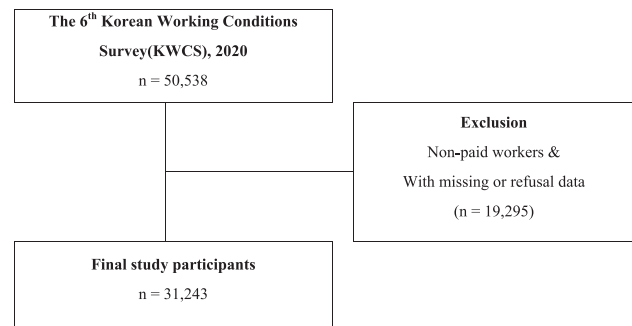 The 6th Korean Working Conditions
Survey(KWCS), 2020
n = 50,538
Exclusion
Non-paid workers &
With missing or refusal data
(n = 19,295)
Final study participants
n = 31,243